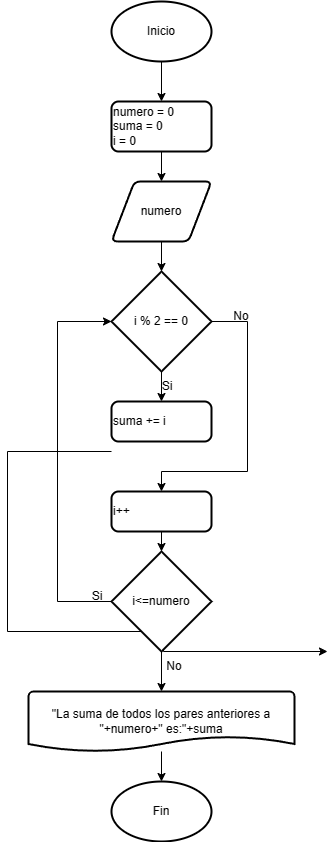 Inicio
numero = 0
suma = 0
i = 0
numero
i % 2 == 0
No
Si
suma += i
i++
Si
i<=numero
No
"La suma de todos los pares anteriores a
"+numero+" es:"+suma
Fin